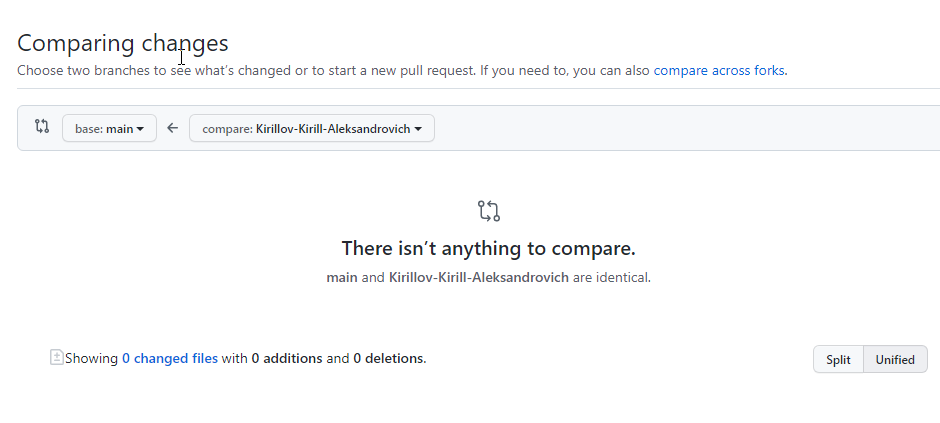 Comparing changes
Choose two branches to see what's changed or to start a new pull request. If you need to, you can also compare across forks.
base: main compare: Kirillov-Kirill-Aleksandrovich
There isn't anything to compare.
main and Kirillov-Kirill-Aleksandrovich are identical.
Showing 0 changed files with 0 additions and 0 deletions. Split Unified